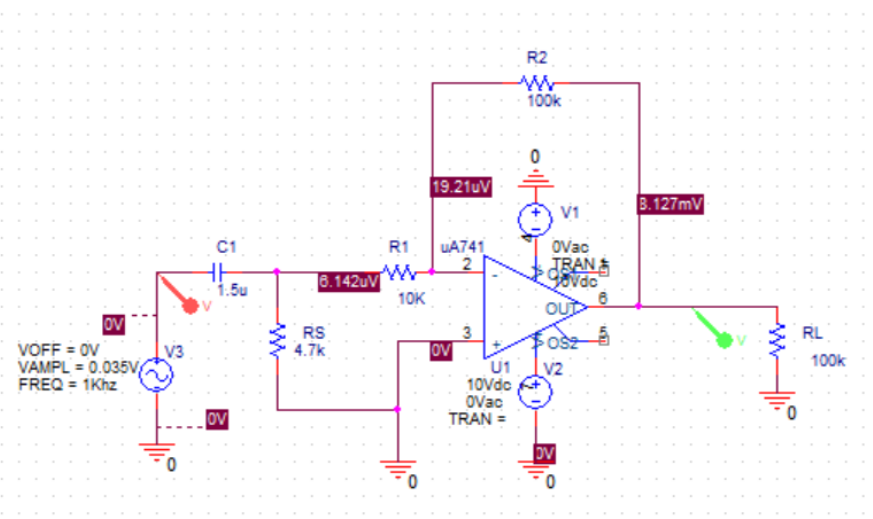 R2
100k
0
19.21uV
8.127mV
V1
C1
R1
uA741
0Vac
TRAN =
10Vdc
2
-
OS1
1.5u
6.142uV
10K
OUT
6
V
0V
V3
RS
4.7k
3
+
0V
OS2
5
V
RL
100k
VOFF = 0V
VAMPL = 0.035V
FREQ = 1Khz
U1
V2
10Vdc
0Vac
TRAN =
0V
0V
0
0
0
0